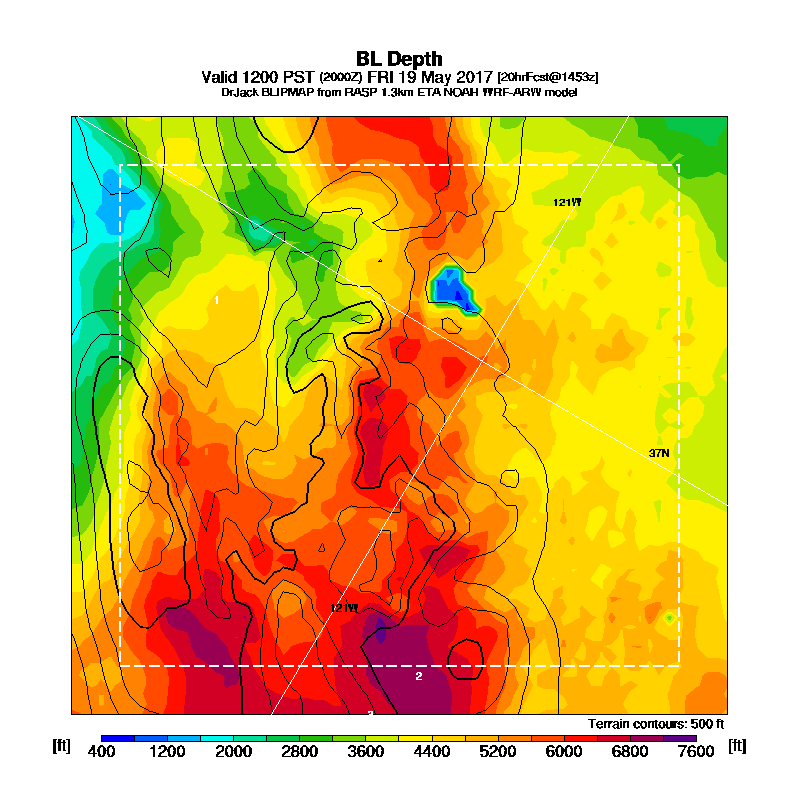 BL Depth
Valid 1200 PST (2000Z) FRI 19 May 2017 [20hrFcst@1453z]
DrJack BLIPMAP from RASP 1.3km ETA NOAH WRF-ARW model
121W
1
37N
121W
2
Terrain contours: 500 ft
[ft] 400 1200 2000 2800 3600 4400 5200 6000 6800 7600 [ft]